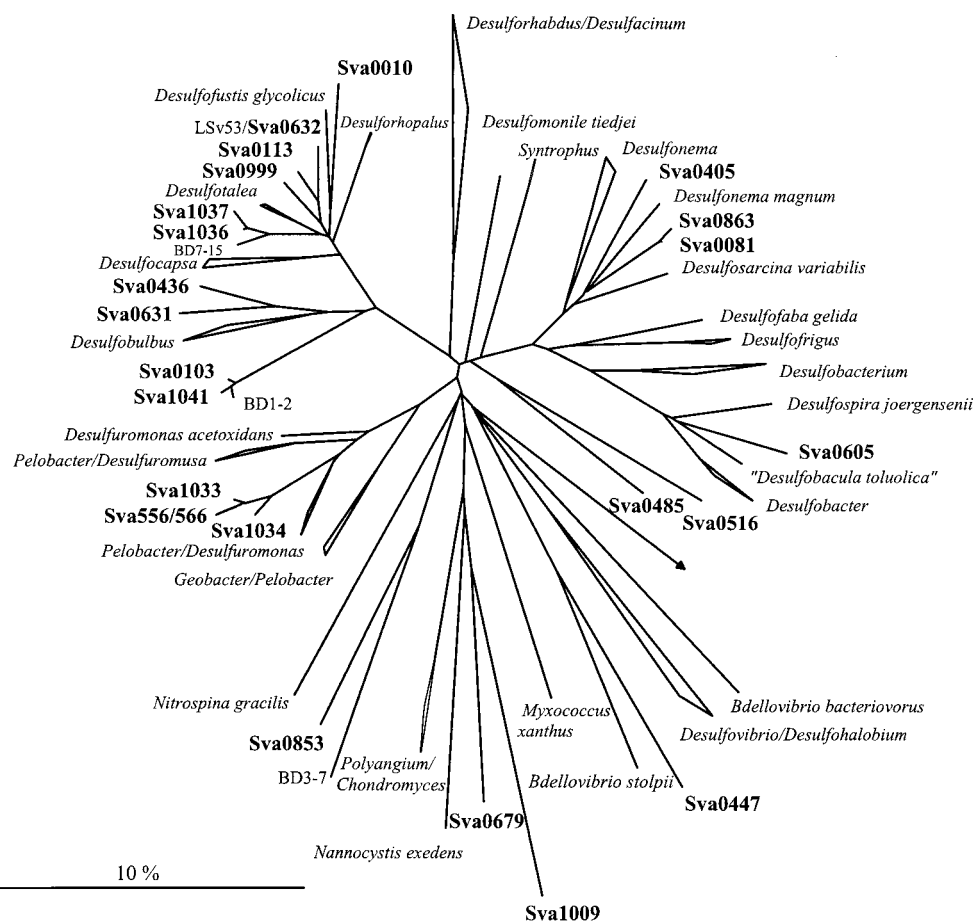 Desulforhabdus/Desulfacinum
Sva0010
Desulfofustis glycolicus
LSv53/Sva0632
Desulforhopalus
Sva0113
Sva0999
Desulfotalea
Sva1037
Sva1036
BD7-15
Desulfocapsa
Sva0436
Sva0631
Desulfobulbus
Sva0103
Sva1041
BD1-2
Desulfomonile tiedjei
Syntrophus
Desulfonema
Sva0405
Desulfonema magnum
Sva0863
Sva0081
Desulfosarcina variabilis
Desulfofaba gelida
Desulfofrigus
Desulfobacterium
Desulfospira joergensenii
Sva0605
"Desulfobacula toluolica"
Desulfobacter
Sva0485
Sva0516
Desulfuromonas acetoxidans
Pelobacter/Desulfuromusa
Sva1033
Sva556/566
Sva1034
Pelobacter/Desulfuromonas
Geobacter/Pelobacter
Nitrospina gracilis
Sva0853
BD3-7
Polyangium/
Chondromyces
Nannocystis exedens
Sva0679
Sva1009
Myxococcus
xanthus
Bdellovibrio stolpii
Sva0447
Bdellovibrio bacteriovorus
Desulfovibrio/Desulfohalobium
10 %